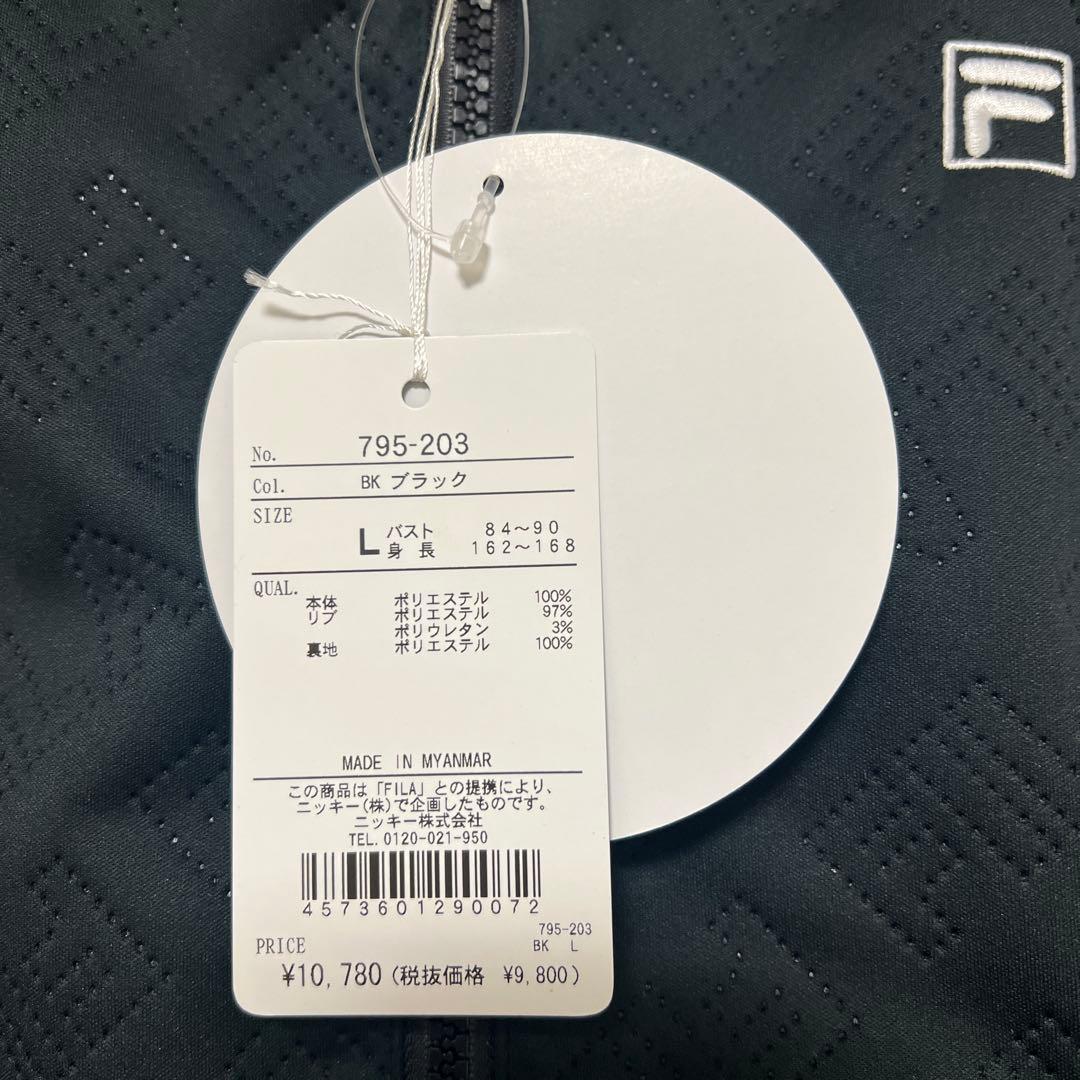 No. 795-203
Col. BK ブラック
SIZE
L バスト 84～90
身長 162～168
QUAL.
本体 ポリエステル 100%
リブ ポリエステル 97%
ポリウレタン 3%
裏地 ポリエステル 100%
MADE IN MYANMAR
この商品は「FILA」との提携により、
ニッキー(株)で企画したものです。
ニッキー株式会社
TEL. 0120-021-950
4573601290072
795-203
BK L
PRICE
¥10,780 (税抜価格 ¥9,800)
F